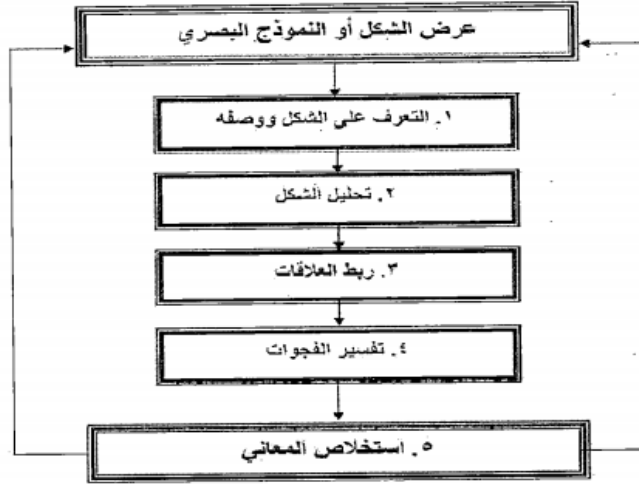 عرض الشكل أو النموذج البصري
١. التعرف على الشكل ووصفه
٢. تحليل الشكل
٣. ربط العلاقات
٤. تفسير الفجوات
٥. استخلاص المعاني